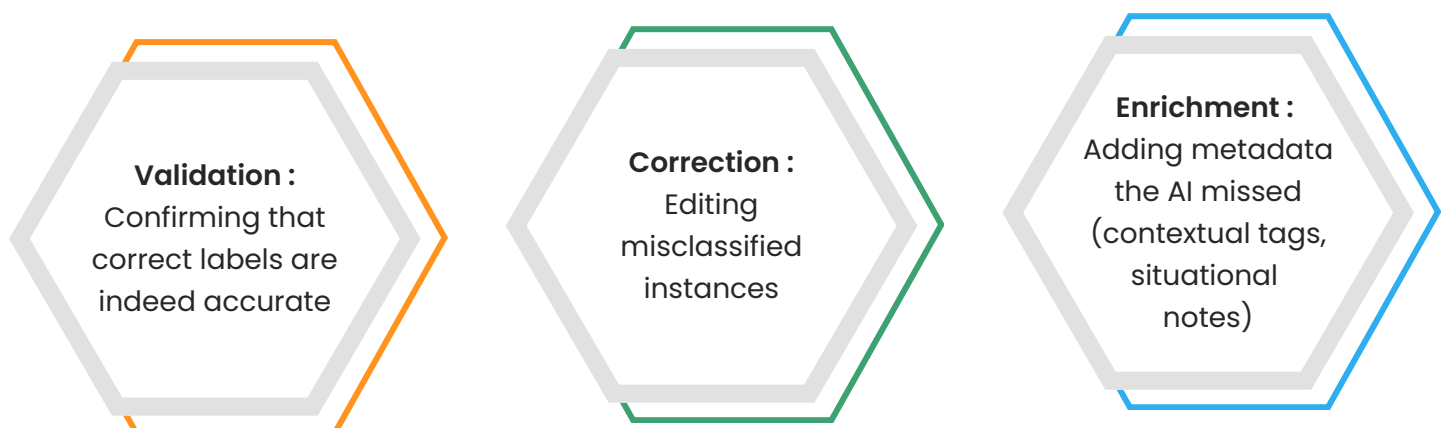 Validation :
Confirming that
correct labels are
indeed accurate
Correction :
Editing
misclassified
instances
Enrichment :
Adding metadata
the AI missed
(contextual tags,
situational
notes)